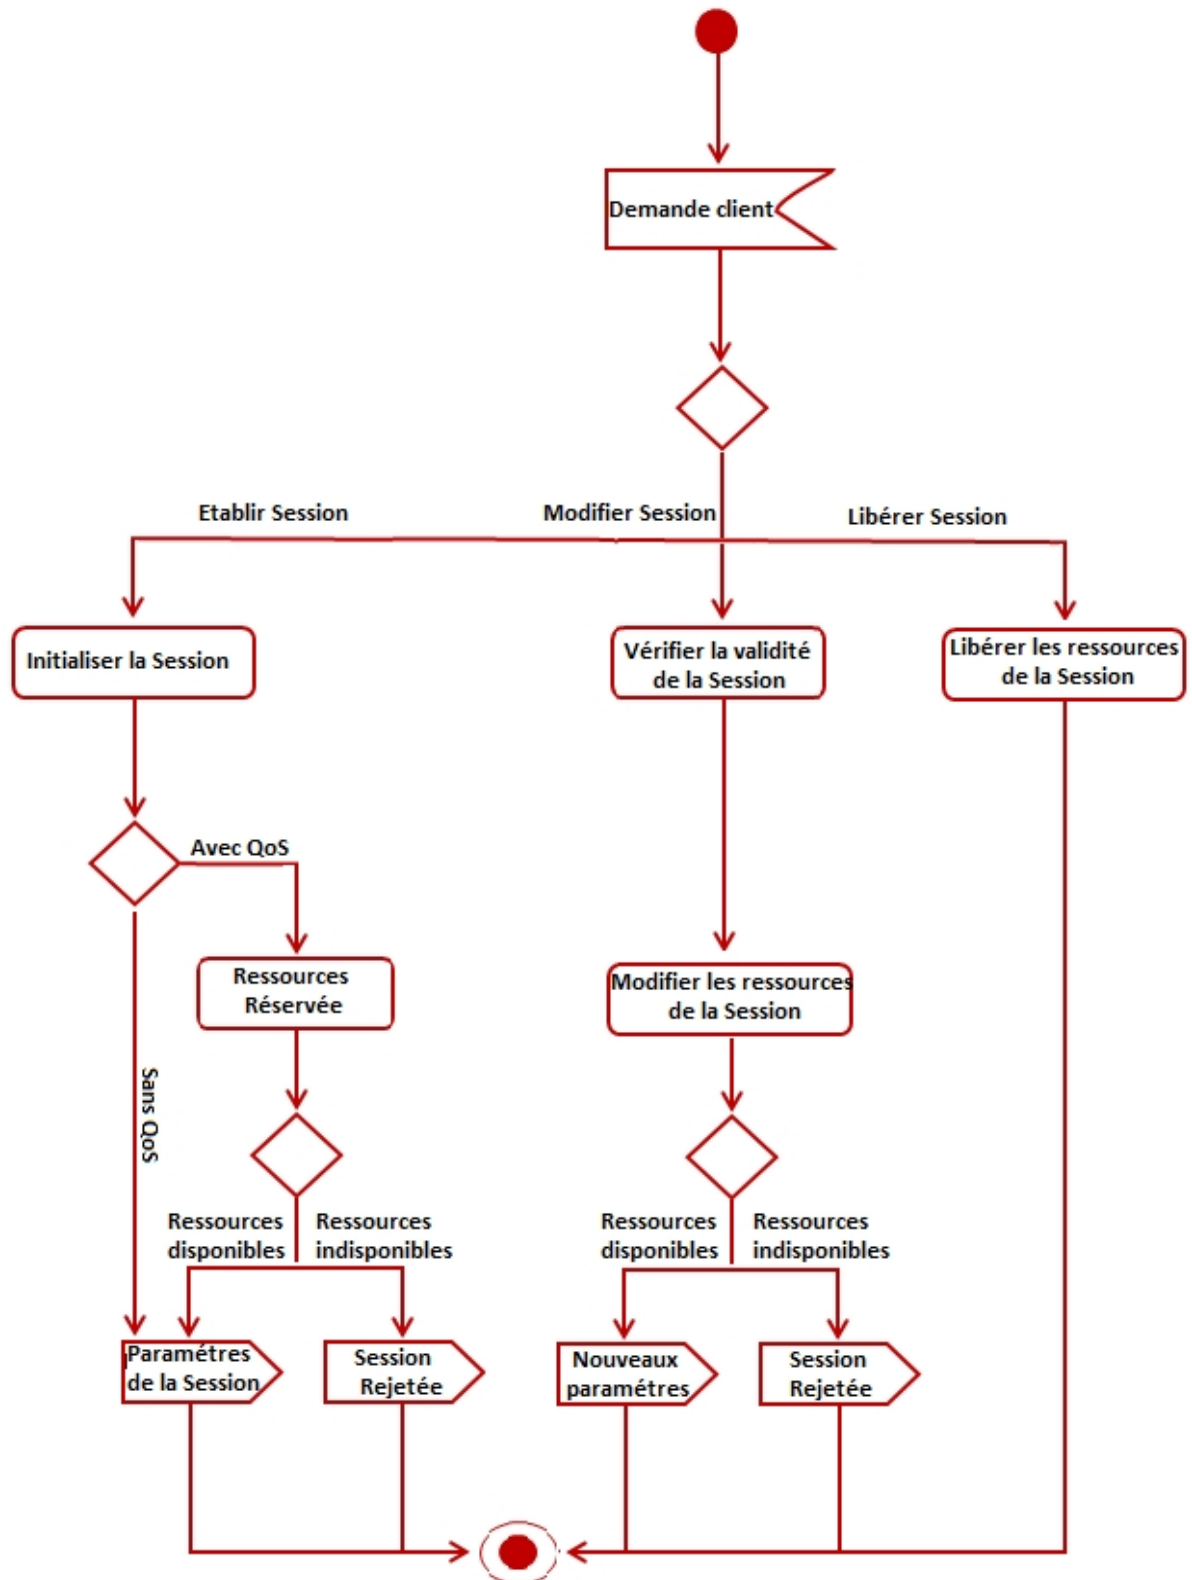 Demande client
Etablir Session
Modifier Session
Libérer Session
Initialiser la Session
Vérifier la validité
de la Session
Libérer les ressources
de la Session
Avec QoS
Ressources
Réservée
Modifier les ressources
de la Session
Sans QoS
Ressources
disponibles
Ressources
indisponibles
Ressources
disponibles
Ressources
indisponibles
Paramétres
de la Session
Session
Rejetée
Nouveaux
paramétres
Session
Rejetée